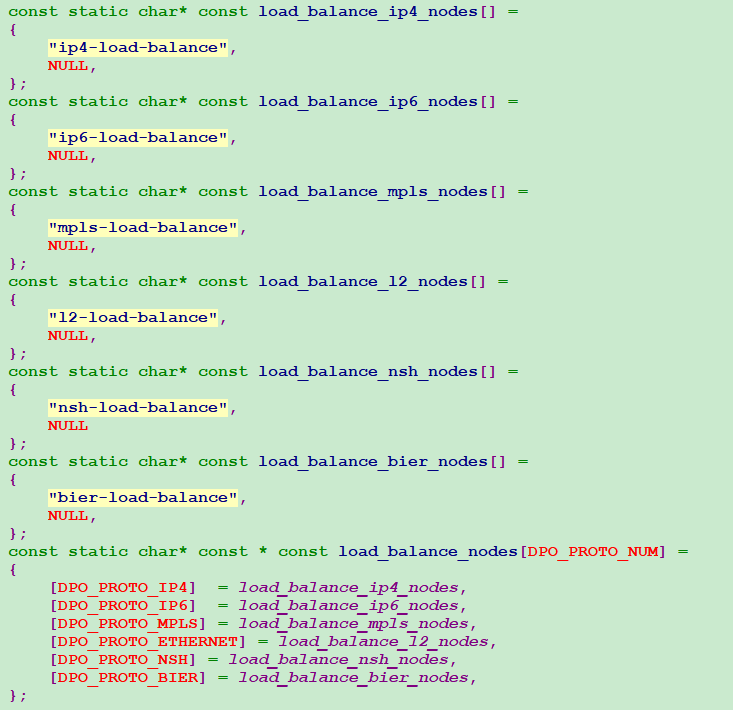 const static char* const load_balance_ip4_nodes[] =
{
    "ip4-load-balance",
    NULL,
};
const static char* const load_balance_ip6_nodes[] =
{
    "ip6-load-balance",
    NULL,
};
const static char* const load_balance_mpls_nodes[] =
{
    "mpls-load-balance",
    NULL,
};
const static char* const load_balance_l2_nodes[] =
{
    "l2-load-balance",
    NULL,
};
const static char* const load_balance_nsh_nodes[] =
{
    "nsh-load-balance",
    NULL
};
const static char* const load_balance_bier_nodes[] =
{
    "bier-load-balance",
    NULL,
};
const static char* const * const load_balance_nodes[DPO_PROTO_NUM] =
{
    [DPO_PROTO_IP4]  = load_balance_ip4_nodes,
    [DPO_PROTO_IP6]  = load_balance_ip6_nodes,
    [DPO_PROTO_MPLS] = load_balance_mpls_nodes,
    [DPO_PROTO_ETHERNET] = load_balance_l2_nodes,
    [DPO_PROTO_NSH] = load_balance_nsh_nodes,
    [DPO_PROTO_BIER] = load_balance_bier_nodes,
};